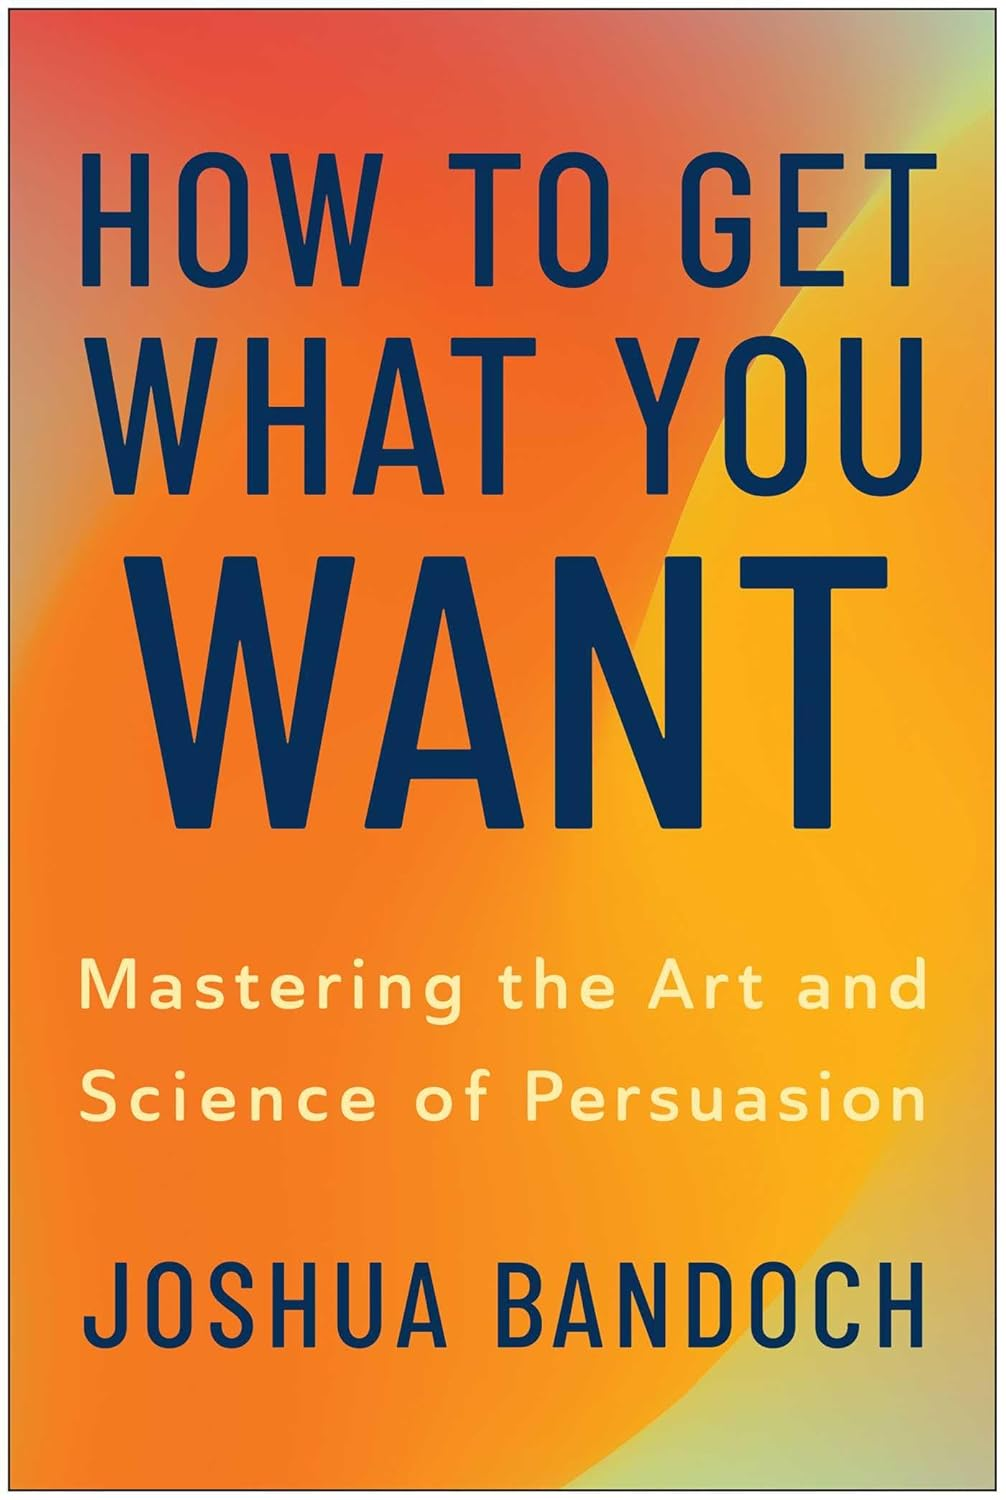 HOW TO GET
WHAT YOU
WANT
Mastering the Art and
Science of Persuasion
JOSHUA BANDOCH